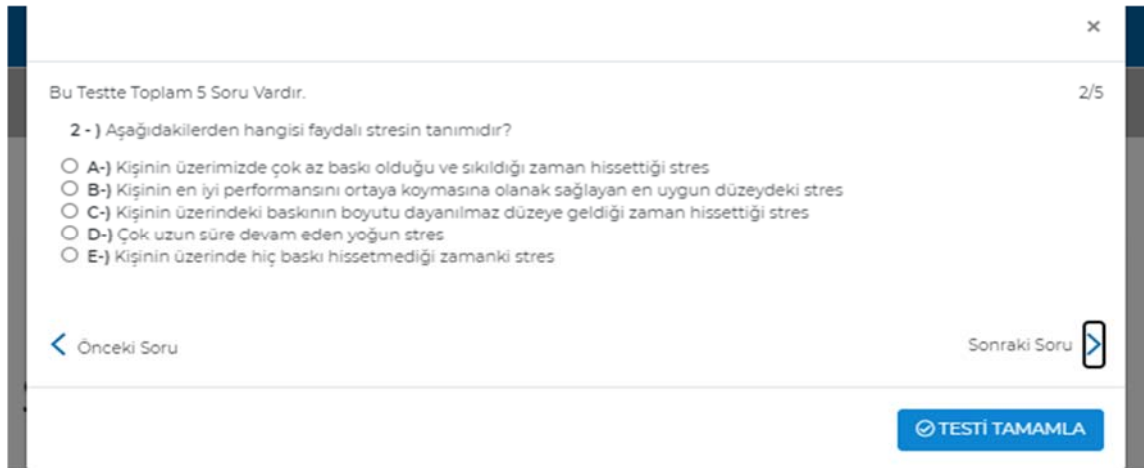 ×
Bu Testte Toplam 5 Soru Vardır. 2/5
2 - ) Aşağıdakilerden hangisi faydalı stresin tanımıdır?
A-) Kişinin üzerimizde çok az baskı olduğu ve sıkıldığı zaman hissettiği stres
B-) Kişinin en iyi performansını ortaya koymasına olanak sağlayan en uygun düzeydeki stres
C-) Kişinin üzerindeki baskının boyutu dayanılmaz düzeye geldiği zaman hissettiği stres
D-) Çok uzun süre devam eden yoğun stres
E-) Kişinin üzerinde hiç baskı hissetmediği zamanki stres
Önceki Soru Sonraki Soru
TESTİ TAMAMLA